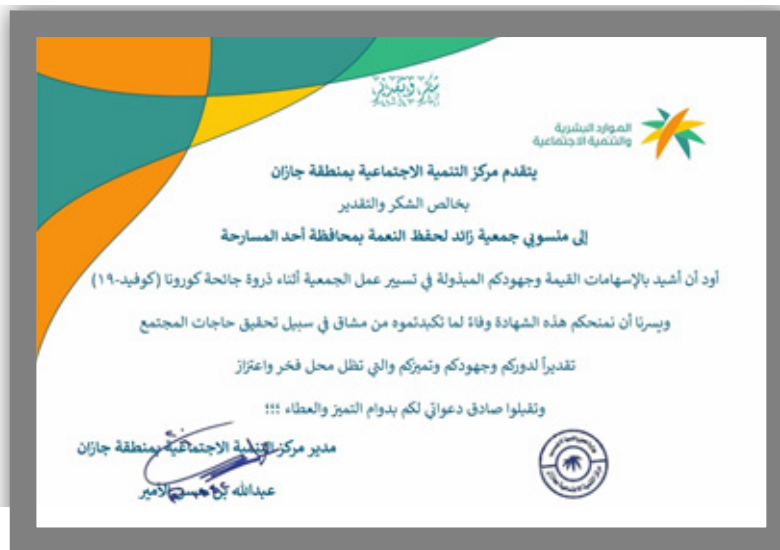 شكر وتقدير
الموارد البشرية
والتنمية الاجتماعية
يتقدم مركز التنمية الاجتماعية بمنطقة جازان
بخالص الشكر والتقدير
إلى منسوبي جمعية زائد لحفظ النعمة بمحافظة أحد المسارحة
أود أن أشيد بالإسهامات القيمة وجهودكم المبذولة في تسيير عمل الجمعية أثناء ذروة جائحة كورونا (كوفيد-١٩)
ويسرنا أن نمنحكم هذه الشهادة وفاءً لما تكبدتموه من مشاق في سبيل تحقيق حاجات المجتمع
تقديراً لدوركم وجهودكم وتميزكم والتي تظل محل فخر واعتزاز
وتقبلوا صادق دعواتي لكم بدوام التميز والعطاء !!!
مدير مركز التنمية الاجتماعية بمنطقة جازان
عبدالله بن حسن الأمير